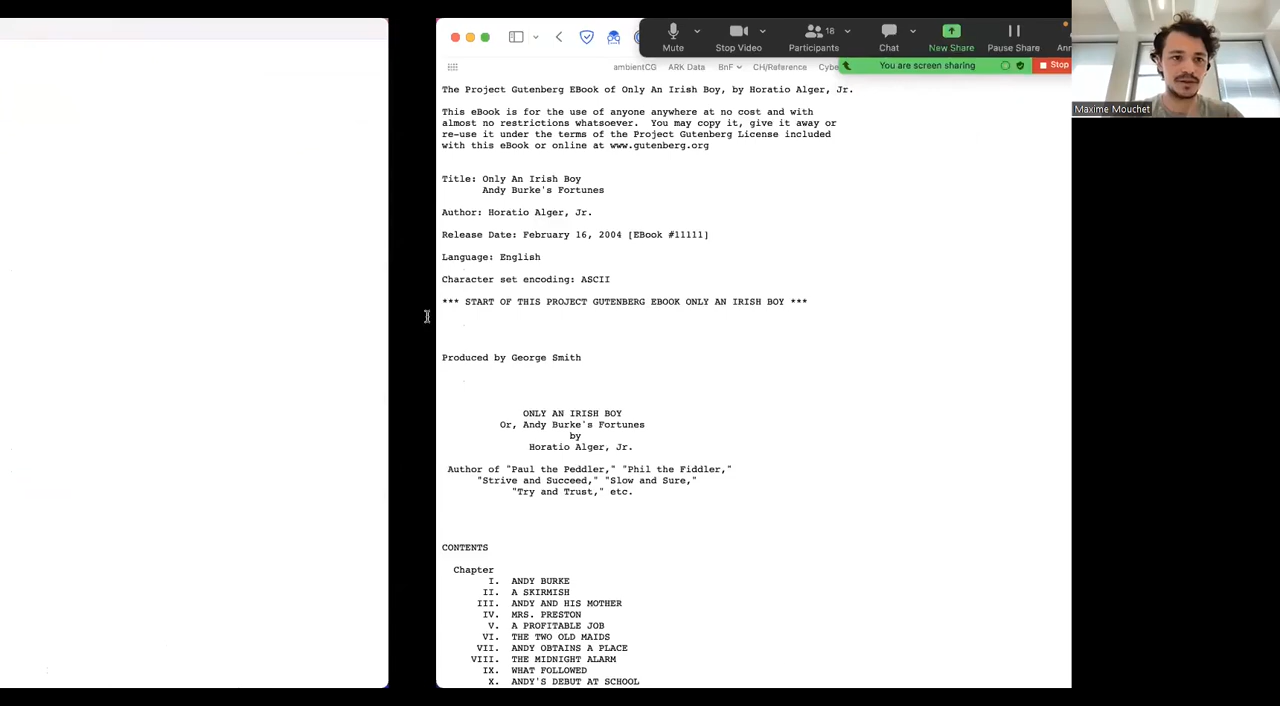 Mute
Stop Video
Participants
18
Chat
New Share
Pause Share
You are screen sharing
Stop
Maxime Mouchet
ambientCG
ARK Data
BnF
CH/Reference
The Project Gutenberg EBook of Only An Irish Boy, by Horatio Alger, Jr.
This eBook is for the use of anyone anywhere at no cost and with
almost no restrictions whatsoever.  You may copy it, give it away or
re-use it under the terms of the Project Gutenberg License included
with this eBook or online at www.gutenberg.org
Title: Only An Irish Boy
Andy Burke's Fortunes
Author: Horatio Alger, Jr.
Release Date: February 16, 2004 [EBook #11111]
Language: English
Character set encoding: ASCII
*** START OF THIS PROJECT GUTENBERG EBOOK ONLY AN IRISH BOY ***
Produced by George Smith
ONLY AN IRISH BOY
Or, Andy Burke's Fortunes
by
Horatio Alger, Jr.
Author of "Paul the Peddler," "Phil the Fiddler,"
"Strive and Succeed," "Slow and Sure,"
"Try and Trust," etc.
CONTENTS
Chapter
I.  ANDY BURKE
II.  A SKIRMISH
III.  ANDY AND HIS MOTHER
IV.  MRS. PRESTON
V.  A PROFITABLE JOB
VI.  THE TWO OLD MAIDS
VII.  ANDY OBTAINS A PLACE
VIII.  THE MIDNIGHT ALARM
IX.  WHAT FOLLOWED
X.  ANDY'S DEBUT AT SCHOOL